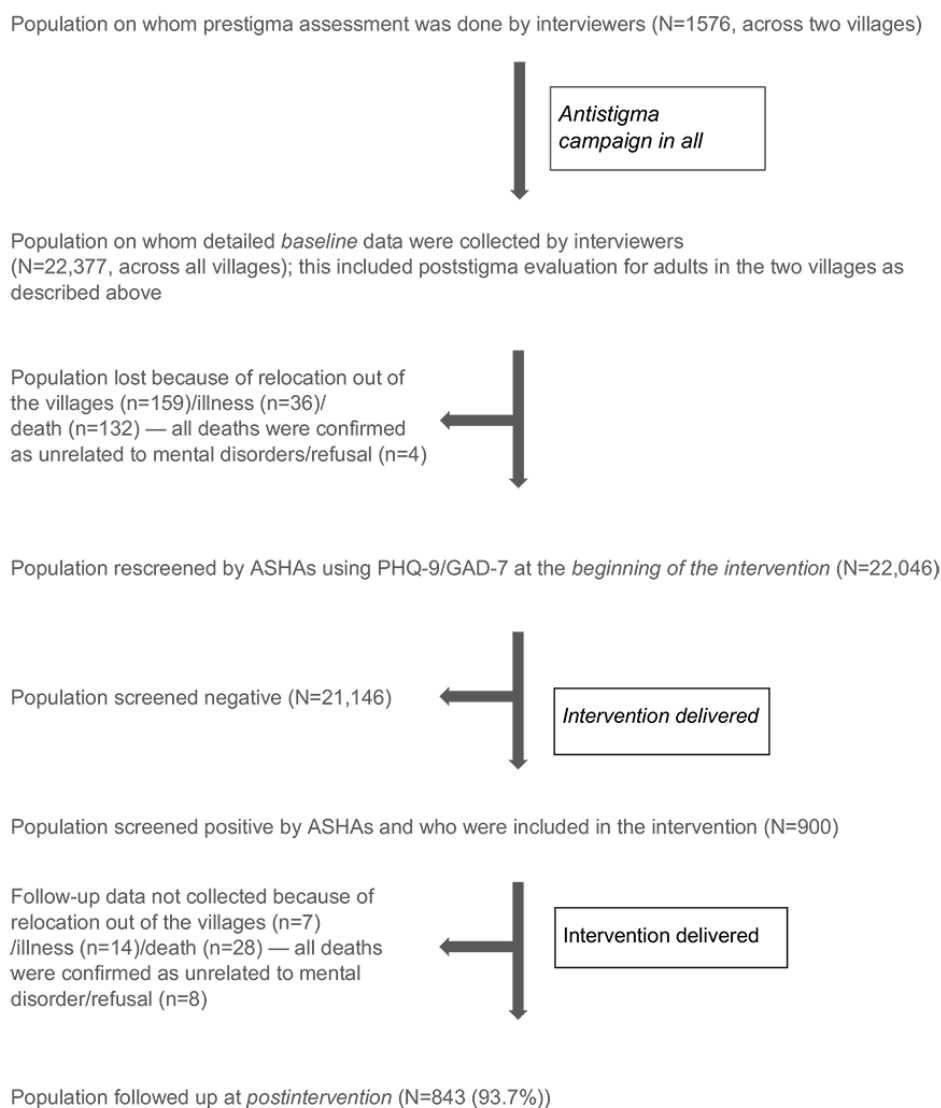 Population on whom prestigma assessment was done by interviewers (N=1576, across two villages)
Antistigma
campaign in all
Population on whom detailed baseline data were collected by interviewers
(N=22,377, across all villages); this included poststigma evaluation for adults in the two villages as
described above
Population lost because of relocation out of
the villages (n=159)/illness (n=36)/
death (n=132) — all deaths were confirmed
as unrelated to mental disorders/refusal (n=4)
Population rescreened by ASHAs using PHQ-9/GAD-7 at the beginning of the intervention (N=22,046)
Population screened negative (N=21,146)
Intervention delivered
Population screened positive by ASHAs and who were included in the intervention (N=900)
Follow-up data not collected because of
relocation out of the villages (n=7)
/illness (n=14)/death (n=28) — all deaths
were confirmed as unrelated to mental
disorder/refusal (n=8)
Intervention delivered
Population followed up at postintervention (N=843 (93.7%))